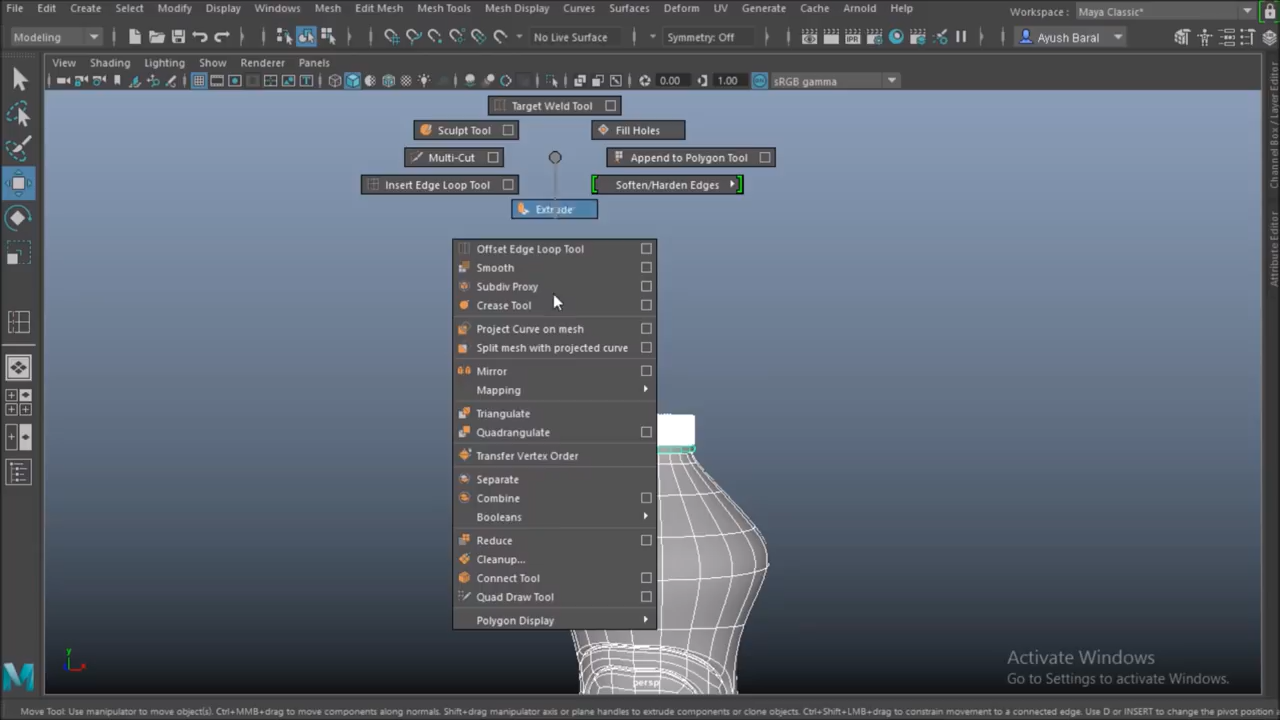 File Edit Create Select Modify Display Windows Mesh Edit Mesh Mesh Tools Mesh Display Curves Surfaces Deform UV Generate Cache Arnold Help Workspace : Maya Classic*
Modeling No Live Surface Symmetry: Off Ayush Baral
View Shading Lighting Show Renderer Panels
0.00 1.00 sRGB gamma
Target Weld Tool
Sculpt Tool Fill Holes
Multi-Cut Append to Polygon Tool
Insert Edge Loop Tool Soften/Harden Edges
Extrude
Offset Edge Loop Tool
Smooth
Subdiv Proxy
Crease Tool
Project Curve on mesh
Split mesh with projected curve
Mirror
Mapping
Triangulate
Quadrangulate
Transfer Vertex Order
Separate
Combine
Booleans
Reduce
Cleanup...
Connect Tool
Quad Draw Tool
Polygon Display
Channel Box / Layer Editor
Attribute Editor
y
x
persp
Activate Windows
Go to Settings to activate Windows.
Move Tool: Use manipulator to move object(s). Ctrl+MMB+drag to move components along normals. Shift+drag manipulator axis or plane handles to extrude components or clone objects. Ctrl+Shift+LMB+drag to constrain movement to a connected edge. Use D or INSERT to change the pivot position